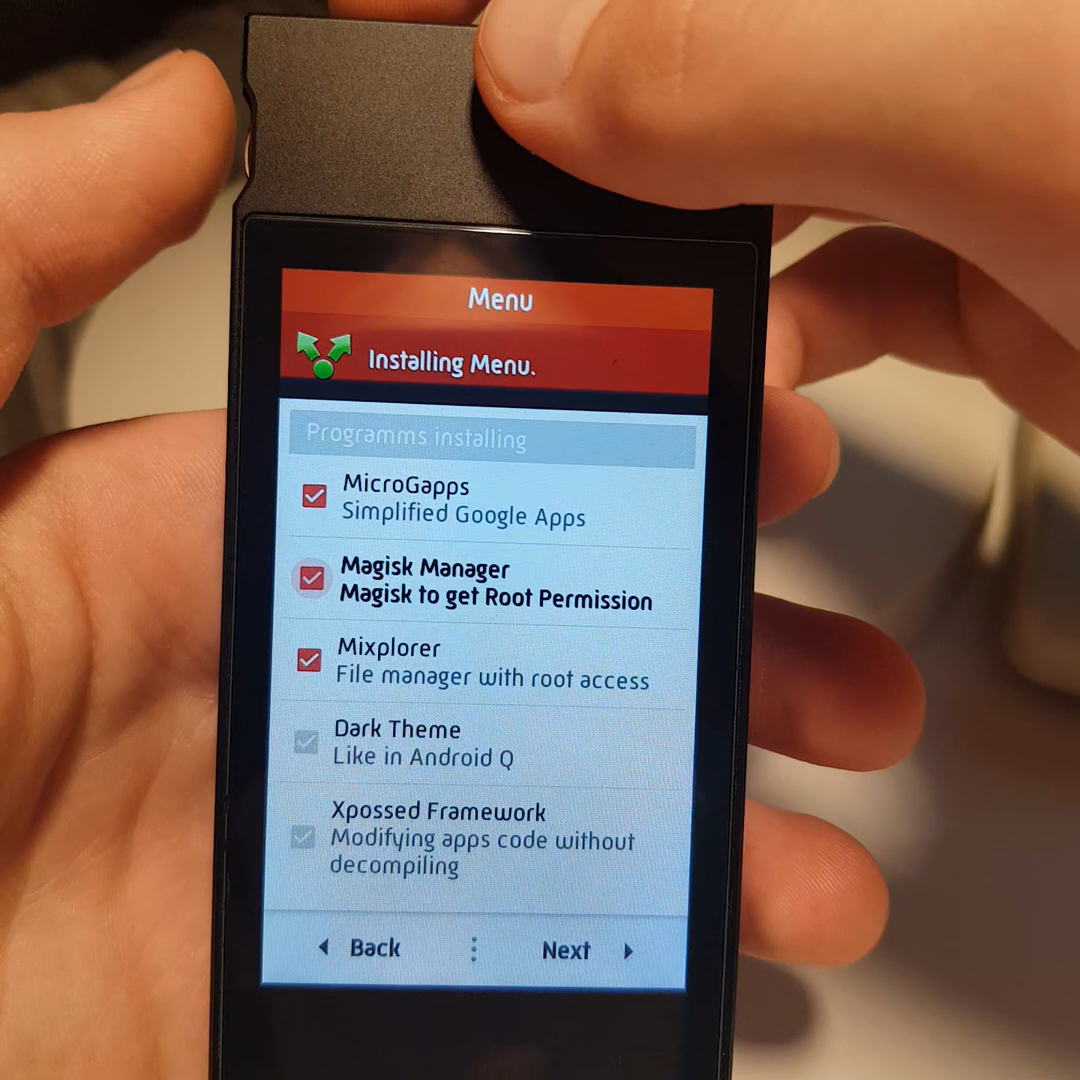 Menu
Installing Menu.
Programms installing
MicroGapps
Simplified Google Apps
Magisk Manager
Magisk to get Root Permission
Mixplorer
File manager with root access
Dark Theme
Like in Android Q
Xpossed Framework
Modifying apps code without
decompiling
Back
Next